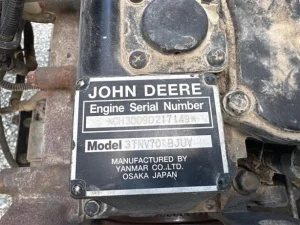 JOHN DEERE
Engine Serial Number
Model
MANUFACTURED BY
YANMAR CO.,LTD.
OSAKA JAPAN